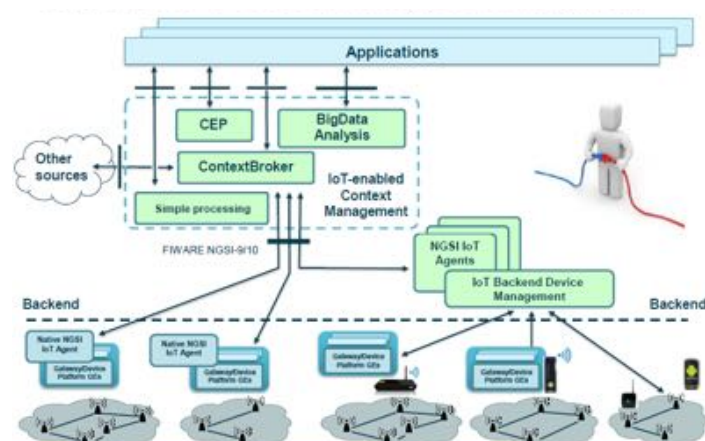 Applications
CEP
BigData
Analysis
Other
sources
ContextBroker
IoT-enabled
Context
Management
Simple processing
FIWARE NGSI-9/10
NGSI IoT
Agents
IoT Backend Device
Management
Backend
Backend
Native NGSI
IoT Agent
Gateway/Device
Platform GEs
Native NGSI
IoT Agent
Gateway/Device
Platform GEs
Gateway/Device
Platform GEs
Gateway/Device
Platform GEs